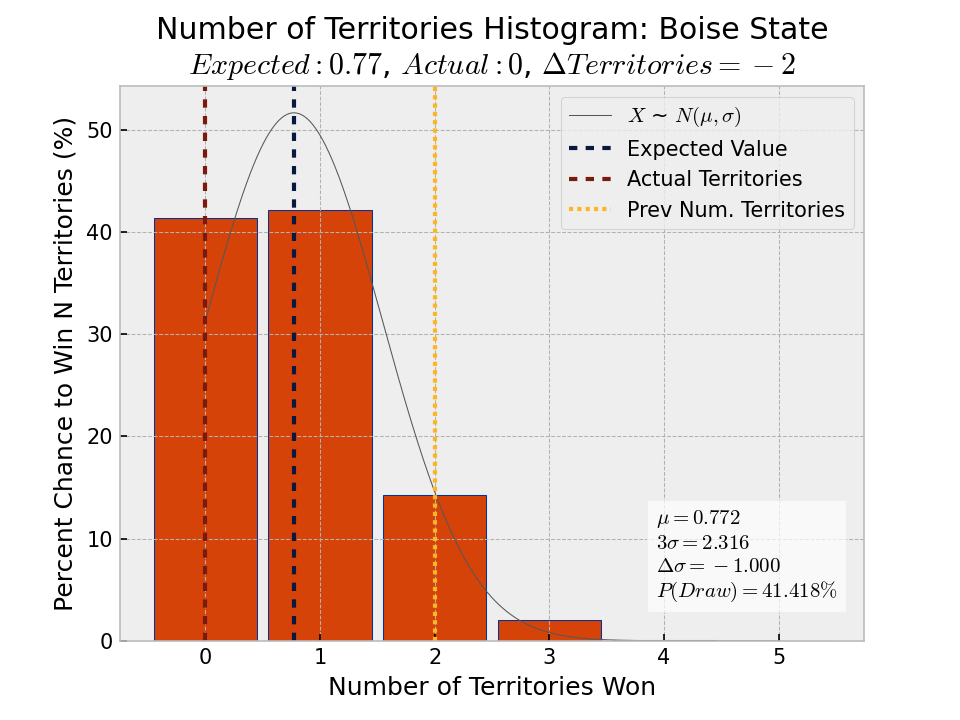 Number of Territories Histogram: Boise State
Expected : 0.77, Actual : 0, ΔTerritories = −2
Percent Chance to Win N Territories (%)
50
40
30
20
10
0
X ~ N(μ, σ)
Expected Value
Actual Territories
Prev Num. Territories
μ = 0.772
3σ = 2.316
Δσ = −1.000
P(Draw) = 41.418%
0 1 2 3 4 5
Number of Territories Won